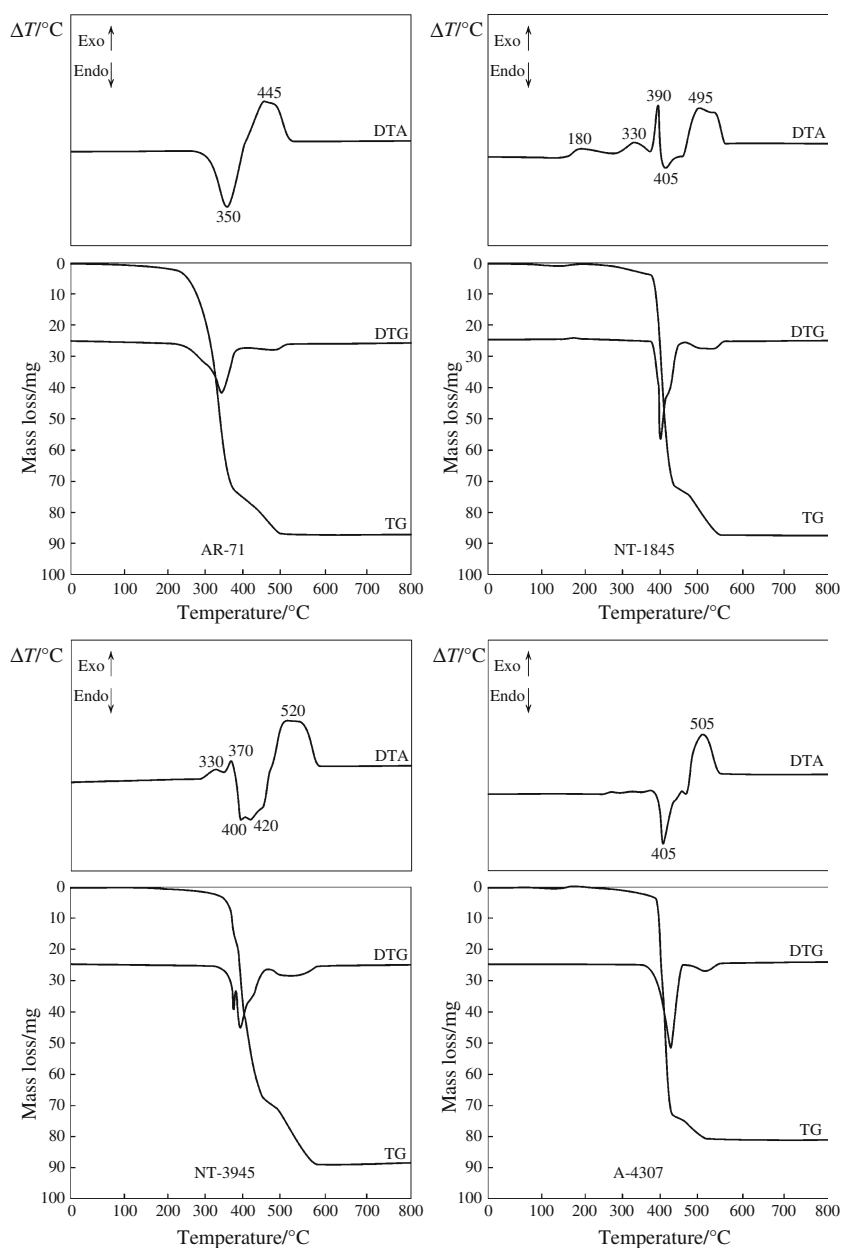 ΔT/°C
Exo
Endo
445
DTA
350
0
10
20
30
40
50
60
70
80
90
100
Mass loss/mg
DTG
TG
AR-71
0 100 200 300 400 500 600 700 800
Temperature/°C
ΔT/°C
Exo
Endo
180
330
390
495
DTA
405
0
10
20
30
40
50
60
70
80
90
100
Mass loss/mg
DTG
TG
NT-1845
0 100 200 300 400 500 600 700 800
Temperature/°C
ΔT/°C
Exo
Endo
330
370
520
DTA
400
420
0
10
20
30
40
50
60
70
80
90
100
Mass loss/mg
DTG
TG
NT-3945
0 100 200 300 400 500 600 700 800
Temperature/°C
ΔT/°C
Exo
Endo
505
DTA
405
0
10
20
30
40
50
60
70
80
90
100
Mass loss/mg
DTG
TG
A-4307
0 100 200 300 400 500 600 700 800
Temperature/°C